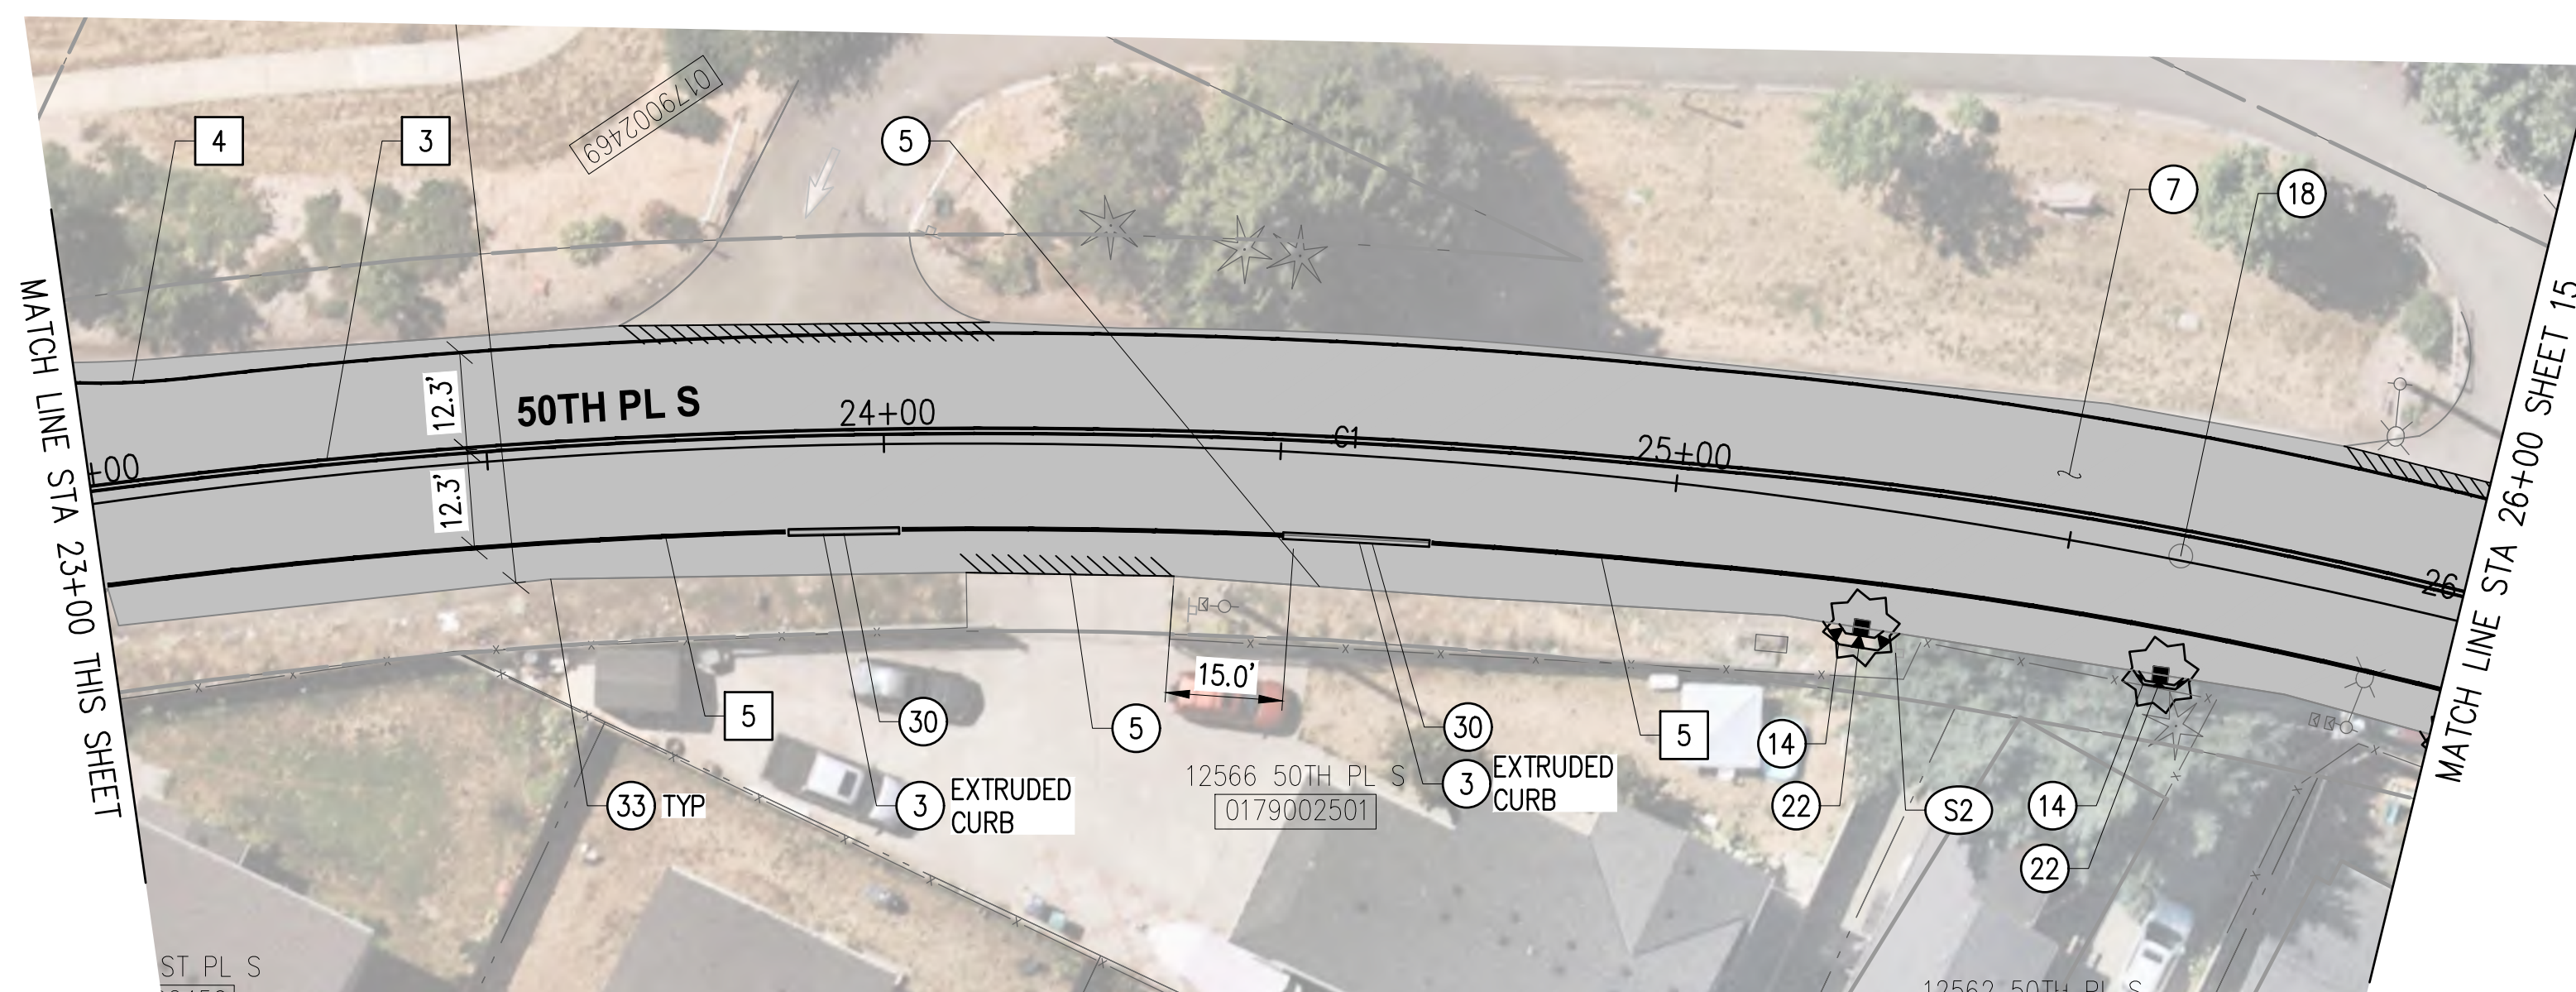 4
3
0179002469
5
7
18
MATCH LINE STA 23+00 THIS SHEET
12.3'
12.3'
50TH PL S
24+00
C1
25+00
+00
26
MATCH LINE STA 26+00 SHEET 15
15.0'
5
30
5
30
5
14
33 TYP
3 EXTRUDED
CURB
12566 50TH PL S
0179002501
3 EXTRUDED
CURB
22
S2
14
22
ST PL S
12562 50TH PL S